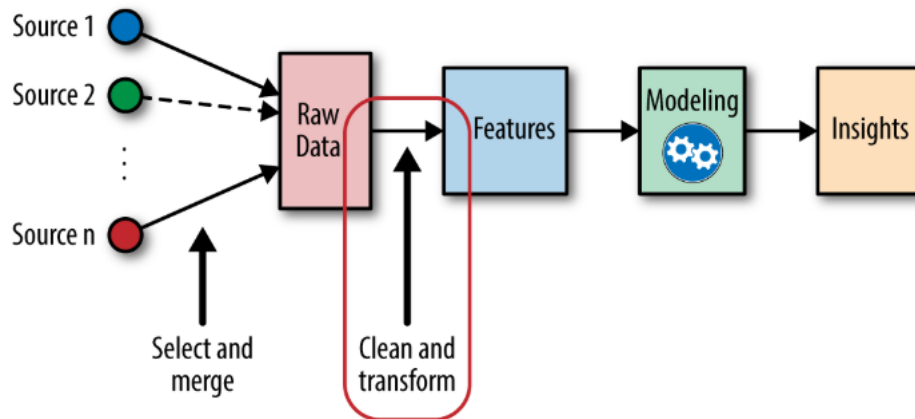 Source 1
Source 2
Source n
Raw
Data
Features
Modeling
Insights
Select and
merge
Clean and
transform